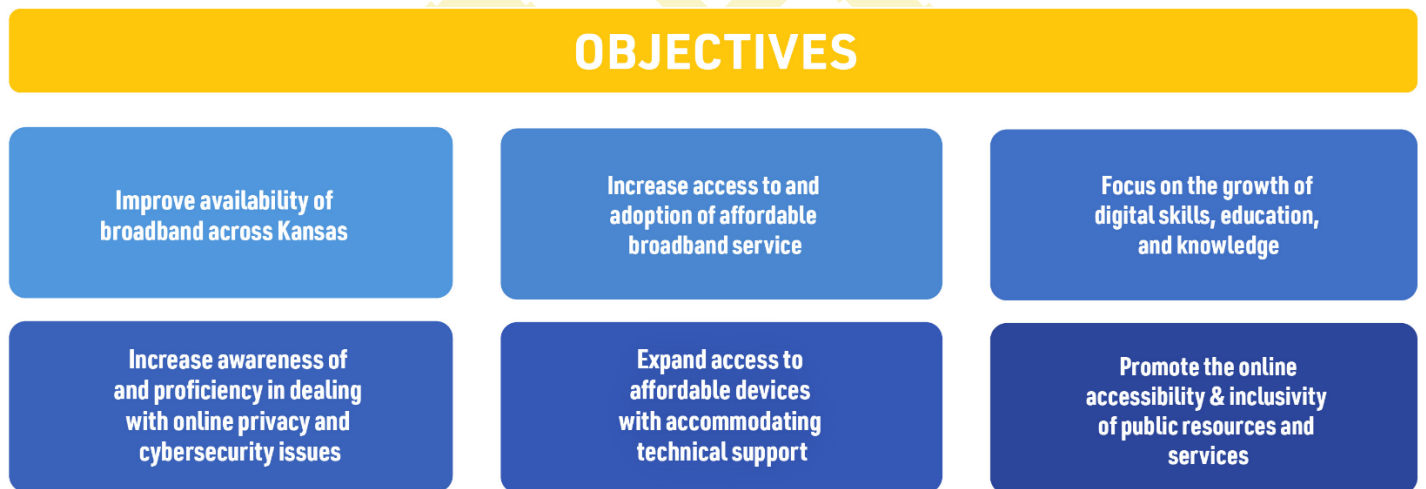 OBJECTIVES
Improve availability of
broadband across Kansas
Increase access to and
adoption of affordable
broadband service
Focus on the growth of
digital skills, education,
and knowledge
Increase awareness of
and proficiency in dealing
with online privacy and
cybersecurity issues
Expand access to
affordable devices
with accommodating
technical support
Promote the online
accessibility & inclusivity
of public resources and
services